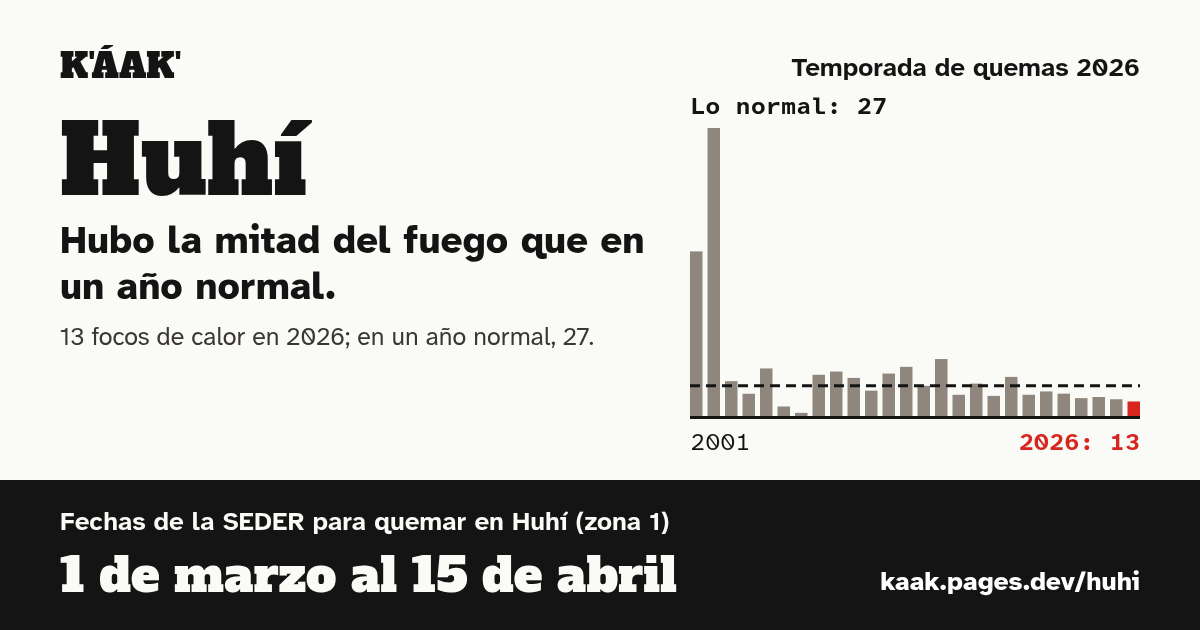 K'ÁAK'
Temporada de quemas 2026
Lo normal: 27
Huhí
Hubo la mitad del fuego que en
un año normal.
13 focos de calor en 2026; en un año normal, 27.
2001
2026: 13
Fechas de la SEDER para quemar en Huhí (zona 1)
1 de marzo al 15 de abril
kaak.pages.dev/huhi